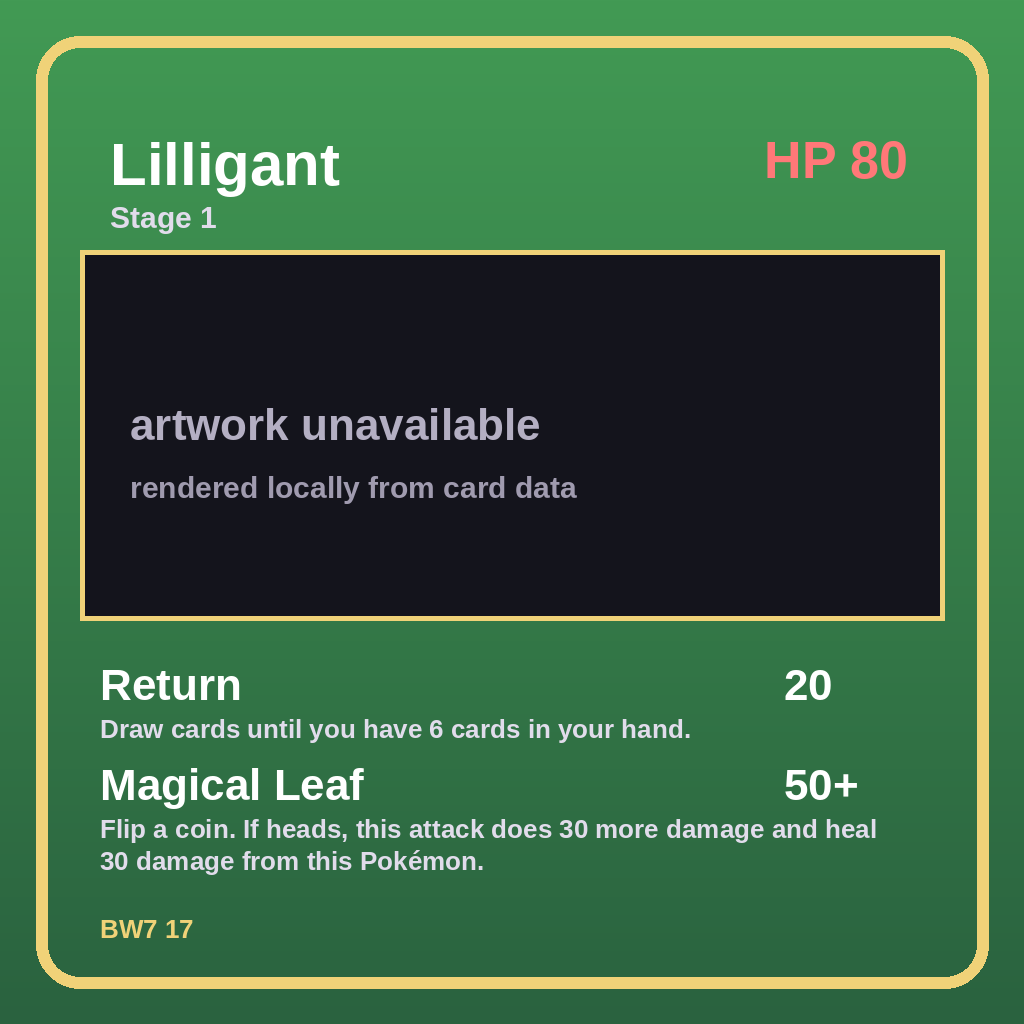 Lilligant
HP 80
Stage 1
artwork unavailable
rendered locally from card data
Return 20
Draw cards until you have 6 cards in your hand.
Magical Leaf 50+
Flip a coin. If heads, this attack does 30 more damage and heal
30 damage from this Pokémon.
BW7 17